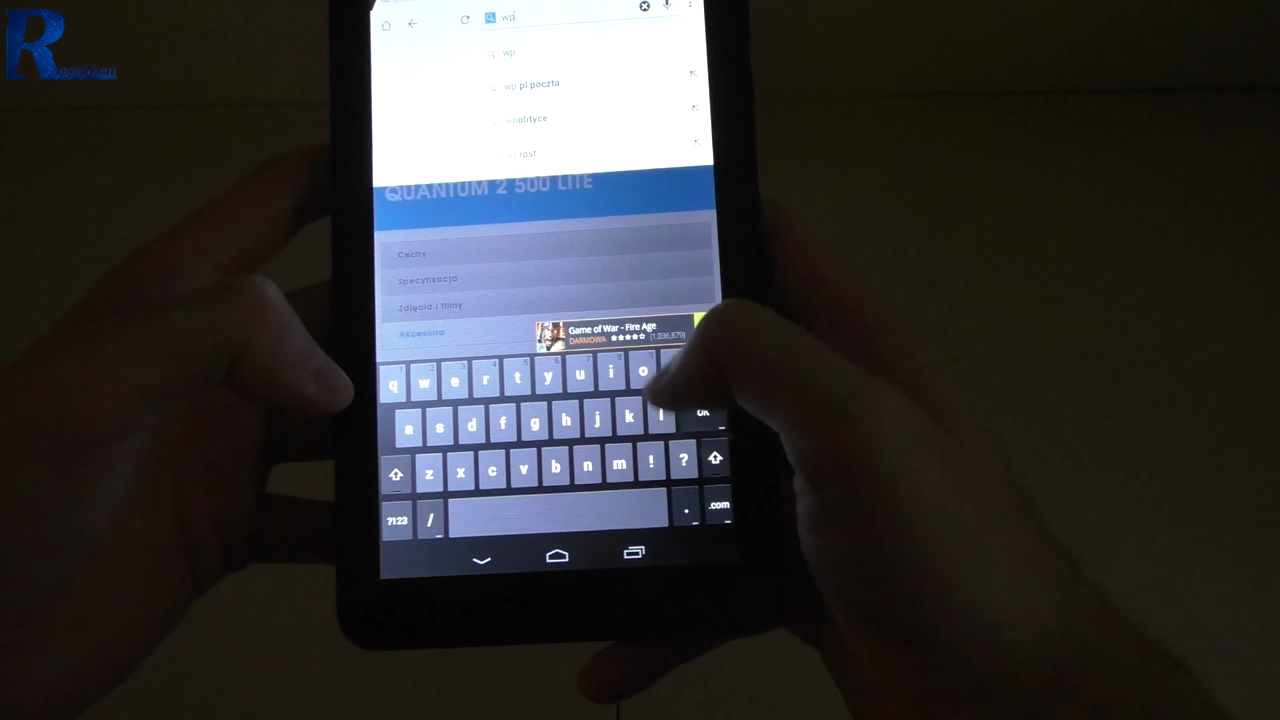 wp
wp
wp.pl poczta
wpolityce
wprost
QUANTUM 2 500 LITE
Cechy
Specyfikacja
Zdjęcia i filmy
Akcesoria
Game of War - Fire Age
DARMOWA (1,036,879)
q w e r t y u i o
a s d f g h j k l OK
z x c v b n m ! ?
?123 / . .com